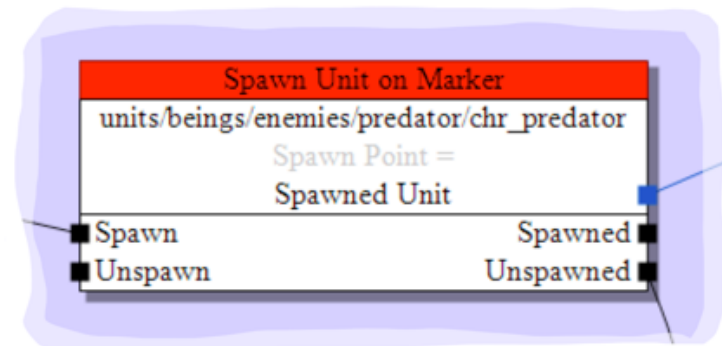 Spawn Unit on Marker
units/beings/enemies/predator/chr_predator
Spawn Point =
Spawned Unit
Spawn Spawned
Unspawn Unspawned